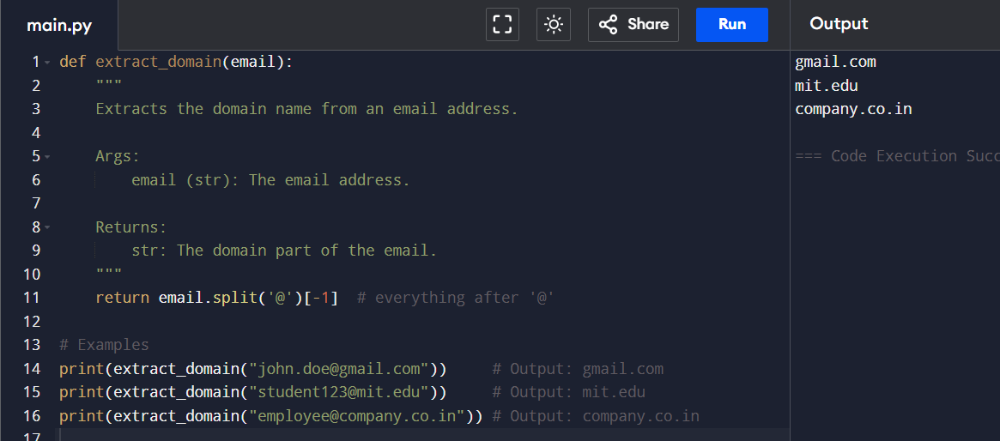 main.py
Share
Run
Output
1 def extract_domain(email):
2     """
3     Extracts the domain name from an email address.
4
5     Args:
6         email (str): The email address.
7
8     Returns:
9         str: The domain part of the email.
10     """
11     return email.split('@')[-1]  # everything after '@'
12
13 # Examples
14 print(extract_domain("john.doe@gmail.com"))     # Output: gmail.com
15 print(extract_domain("student123@mit.edu"))     # Output: mit.edu
16 print(extract_domain("employee@company.co.in")) # Output: company.co.in
17
gmail.com
mit.edu
company.co.in
=== Code Execution Succ